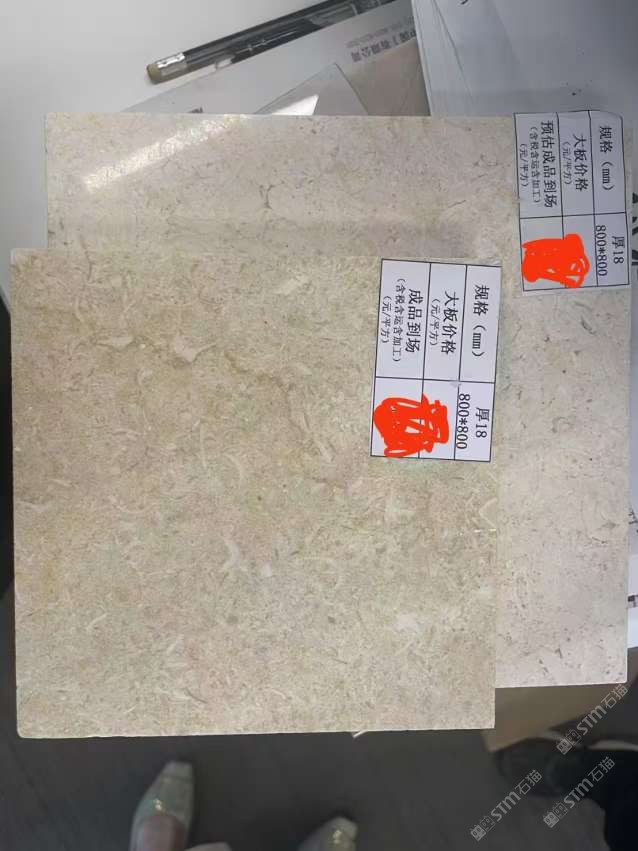 规格（mm）
厚18
800*800
大板价格
（元/平方）
预估成品到场
（含税含运含加工）
（元/平方）
规格（mm）
厚18
800*800
大板价格
（元/平方）
成品到场
（含税含运含加工）
（元/平方）
STM石猫
STM石猫